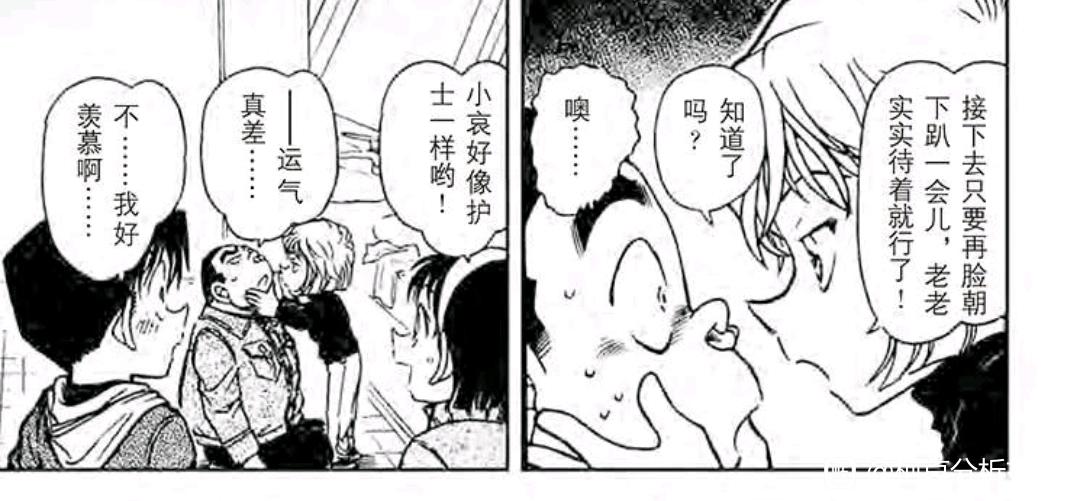 接下去只要再脸朝
下趴一会儿，老老
实实待着就行了！
知道了
吗？
噢……
小哀好像护
士一样哟！
——运气
真差……
不……我好
羡慕啊……